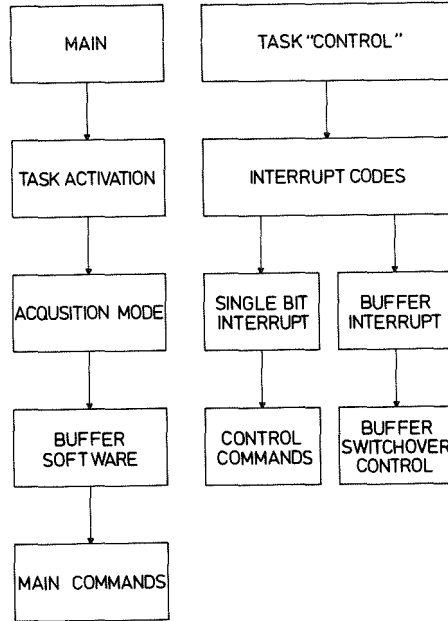 MAIN
TASK "CONTROL"
TASK ACTIVATION
INTERRUPT CODES
ACQUSITION MODE
SINGLE BIT
INTERRUPT
BUFFER
INTERRUPT
BUFFER
SOFTWARE
CONTROL
COMMANDS
BUFFER
SWITCHOVER
CONTROL
MAIN COMMANDS